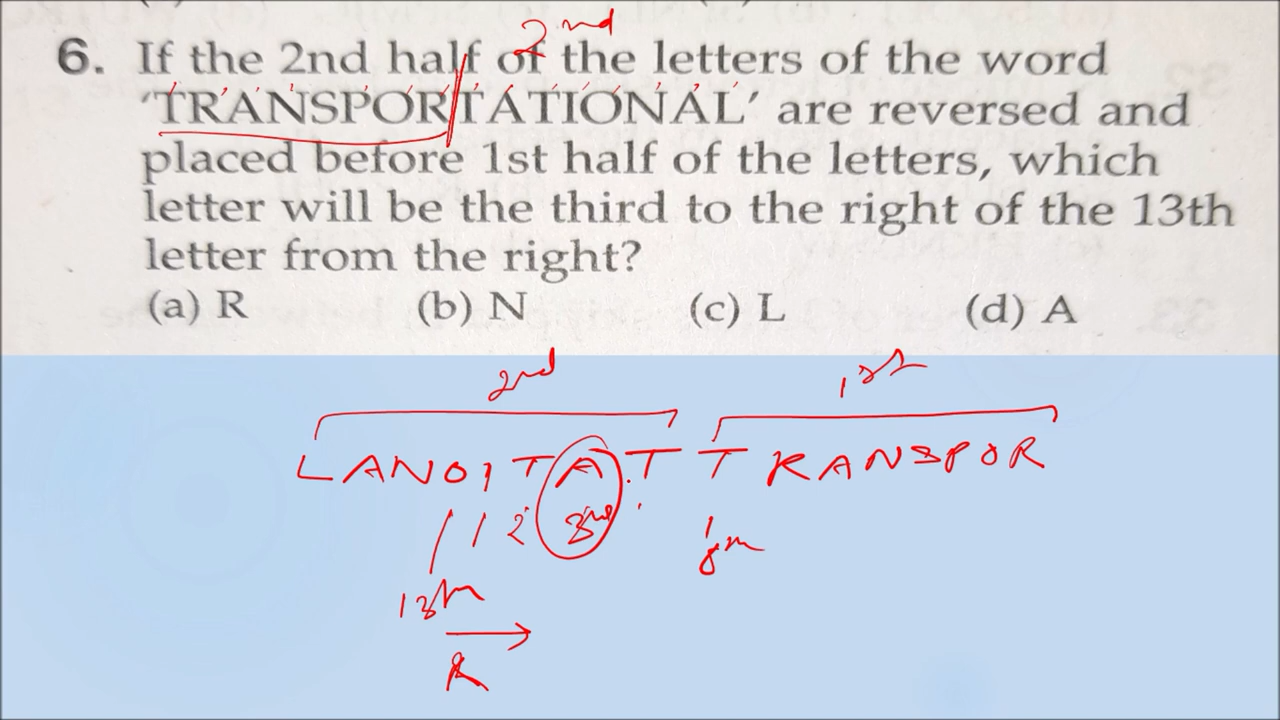 2nd
6. If the 2nd half of the letters of the word
'TRANSPORTATIONAL' are reversed and
placed before 1st half of the letters, which
letter will be the third to the right of the 13th
letter from the right?
(a) R (b) N (c) L (d) A
2nd 1st
LANOITATTRANSPOR
1 2 3rd 8th
13th
R